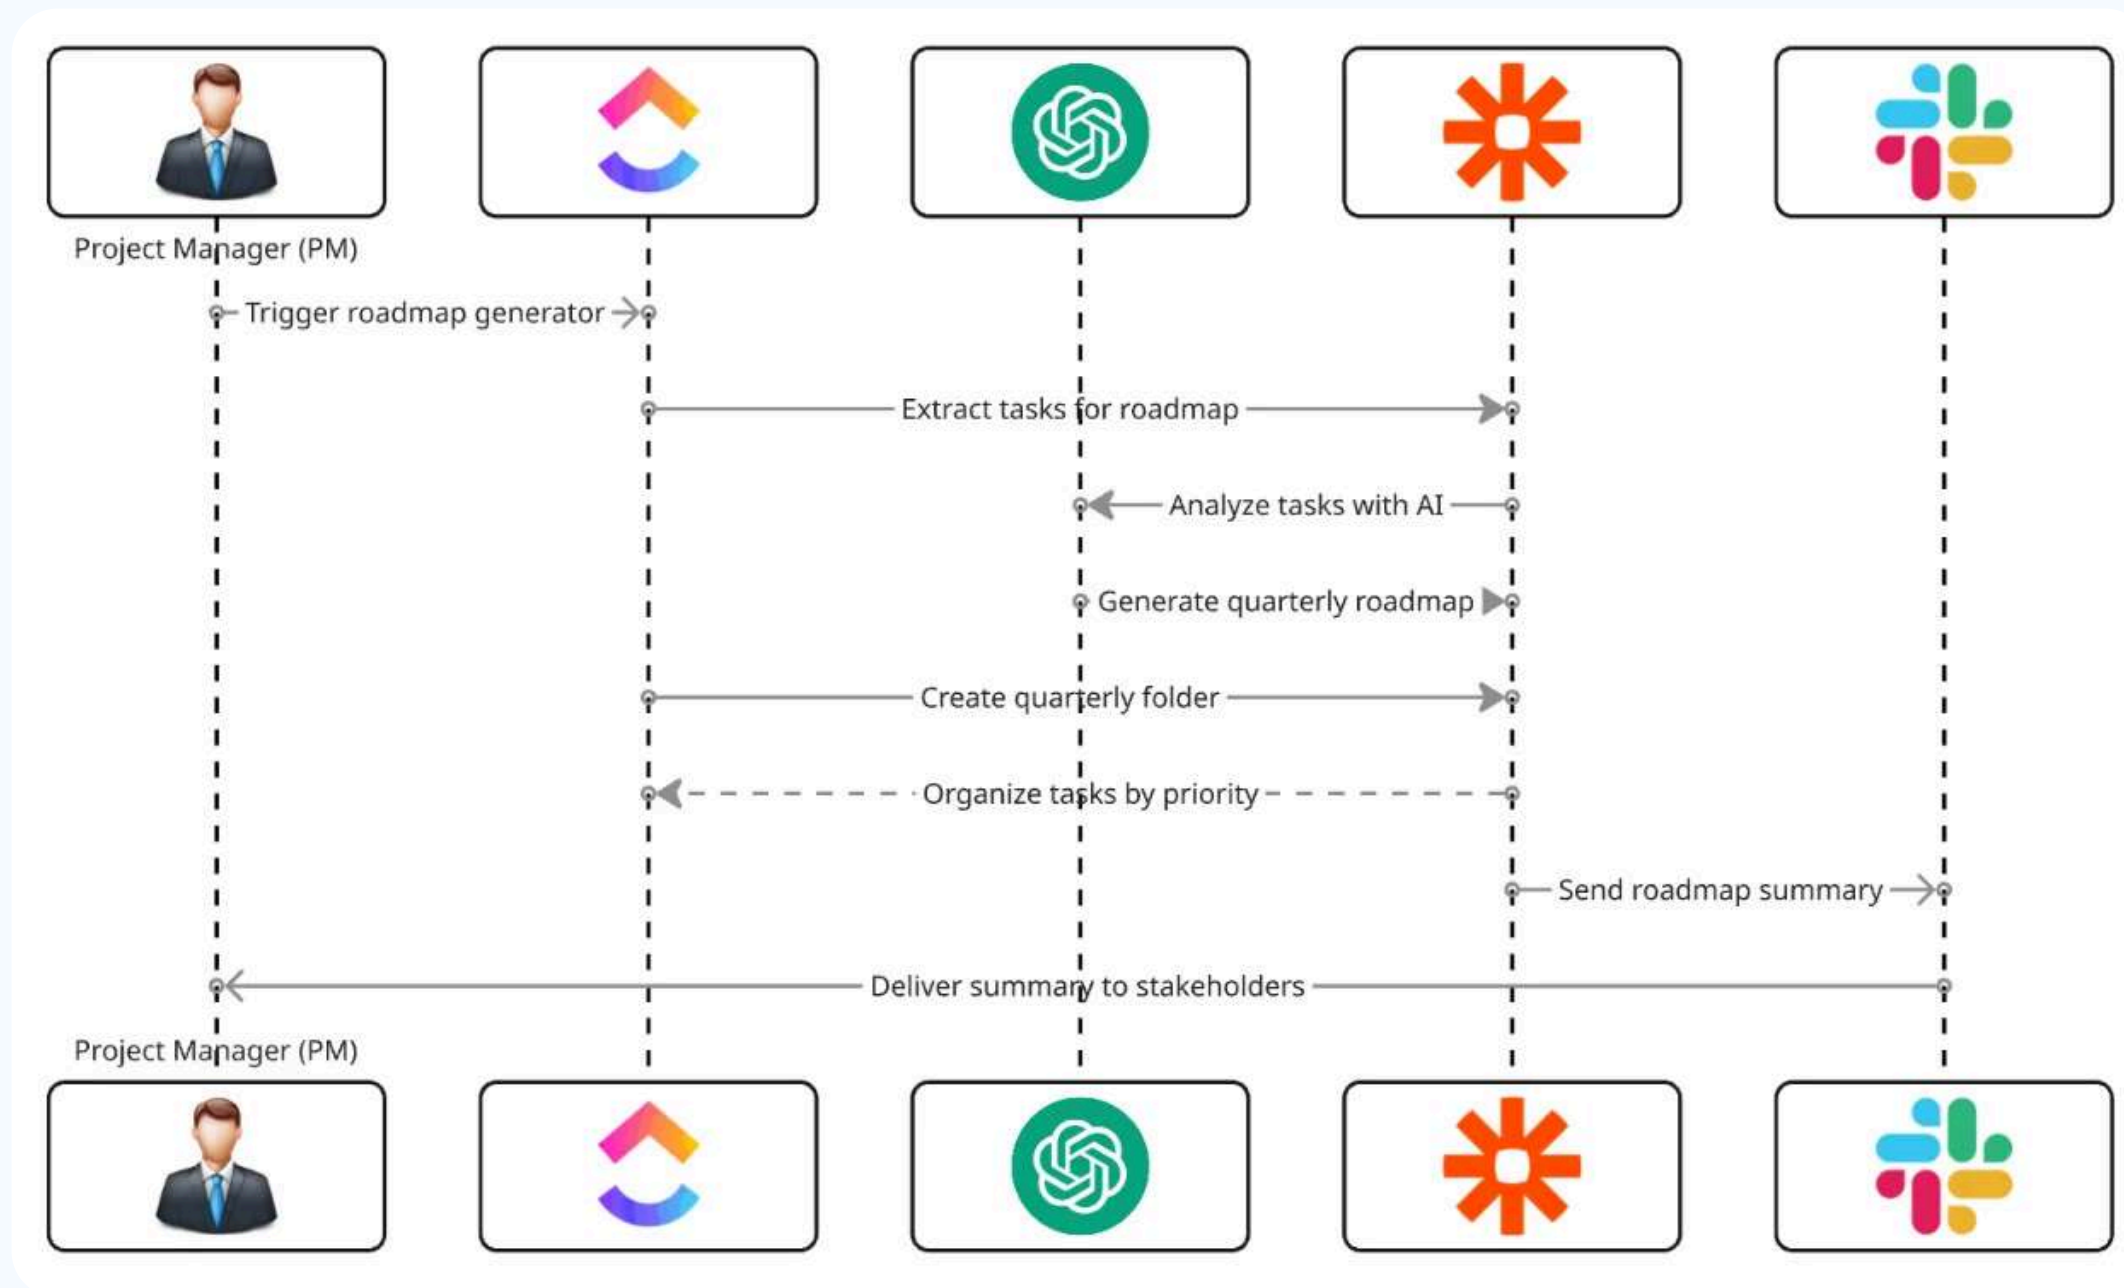 Project Manager (PM)
Trigger roadmap generator
Extract tasks for roadmap
Analyze tasks with AI
Generate quarterly roadmap
Create quarterly folder
Organize tasks by priority
Send roadmap summary
Deliver summary to stakeholders
Project Manager (PM)